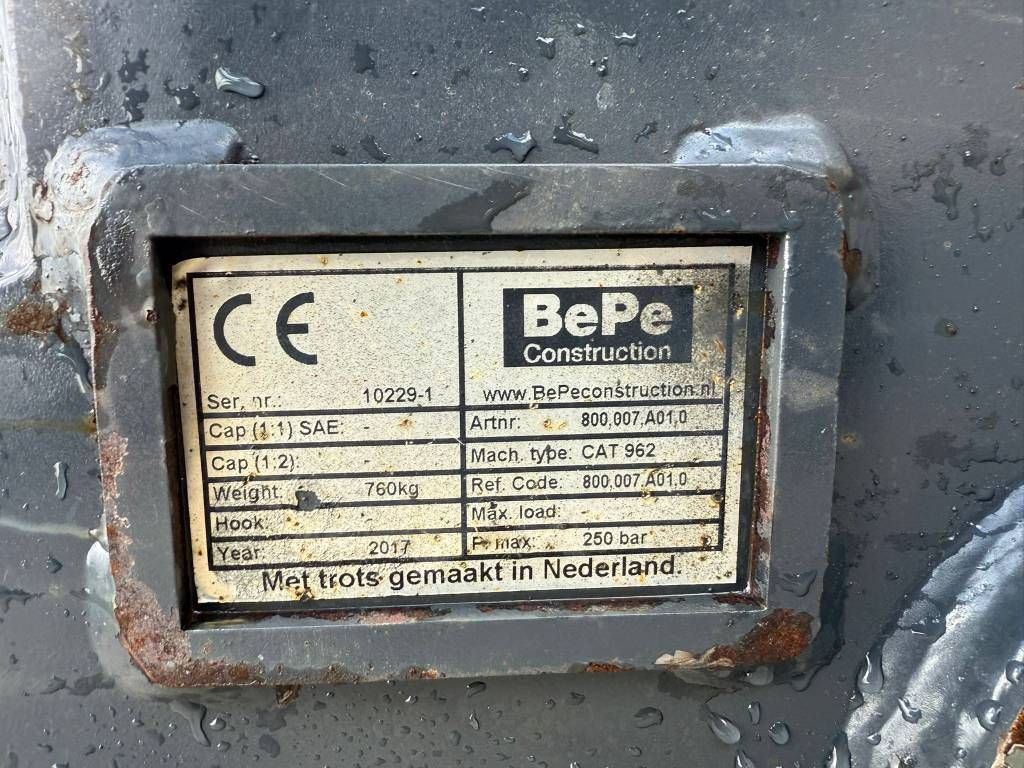 CE
BePe
Construction
Ser. nr.: 10229-1
www.BePeconstruction.nl
Cap (1:1) SAE: -
Artnr: 800.007.A01.0
Cap (1:2): -
Mach. type: CAT 962
Weight: 760kg
Ref. Code: 800.007.A01.0
Hook:
Max. load: -
Year 2017
P. max: 250 bar
Met trots gemaakt in Nederland.